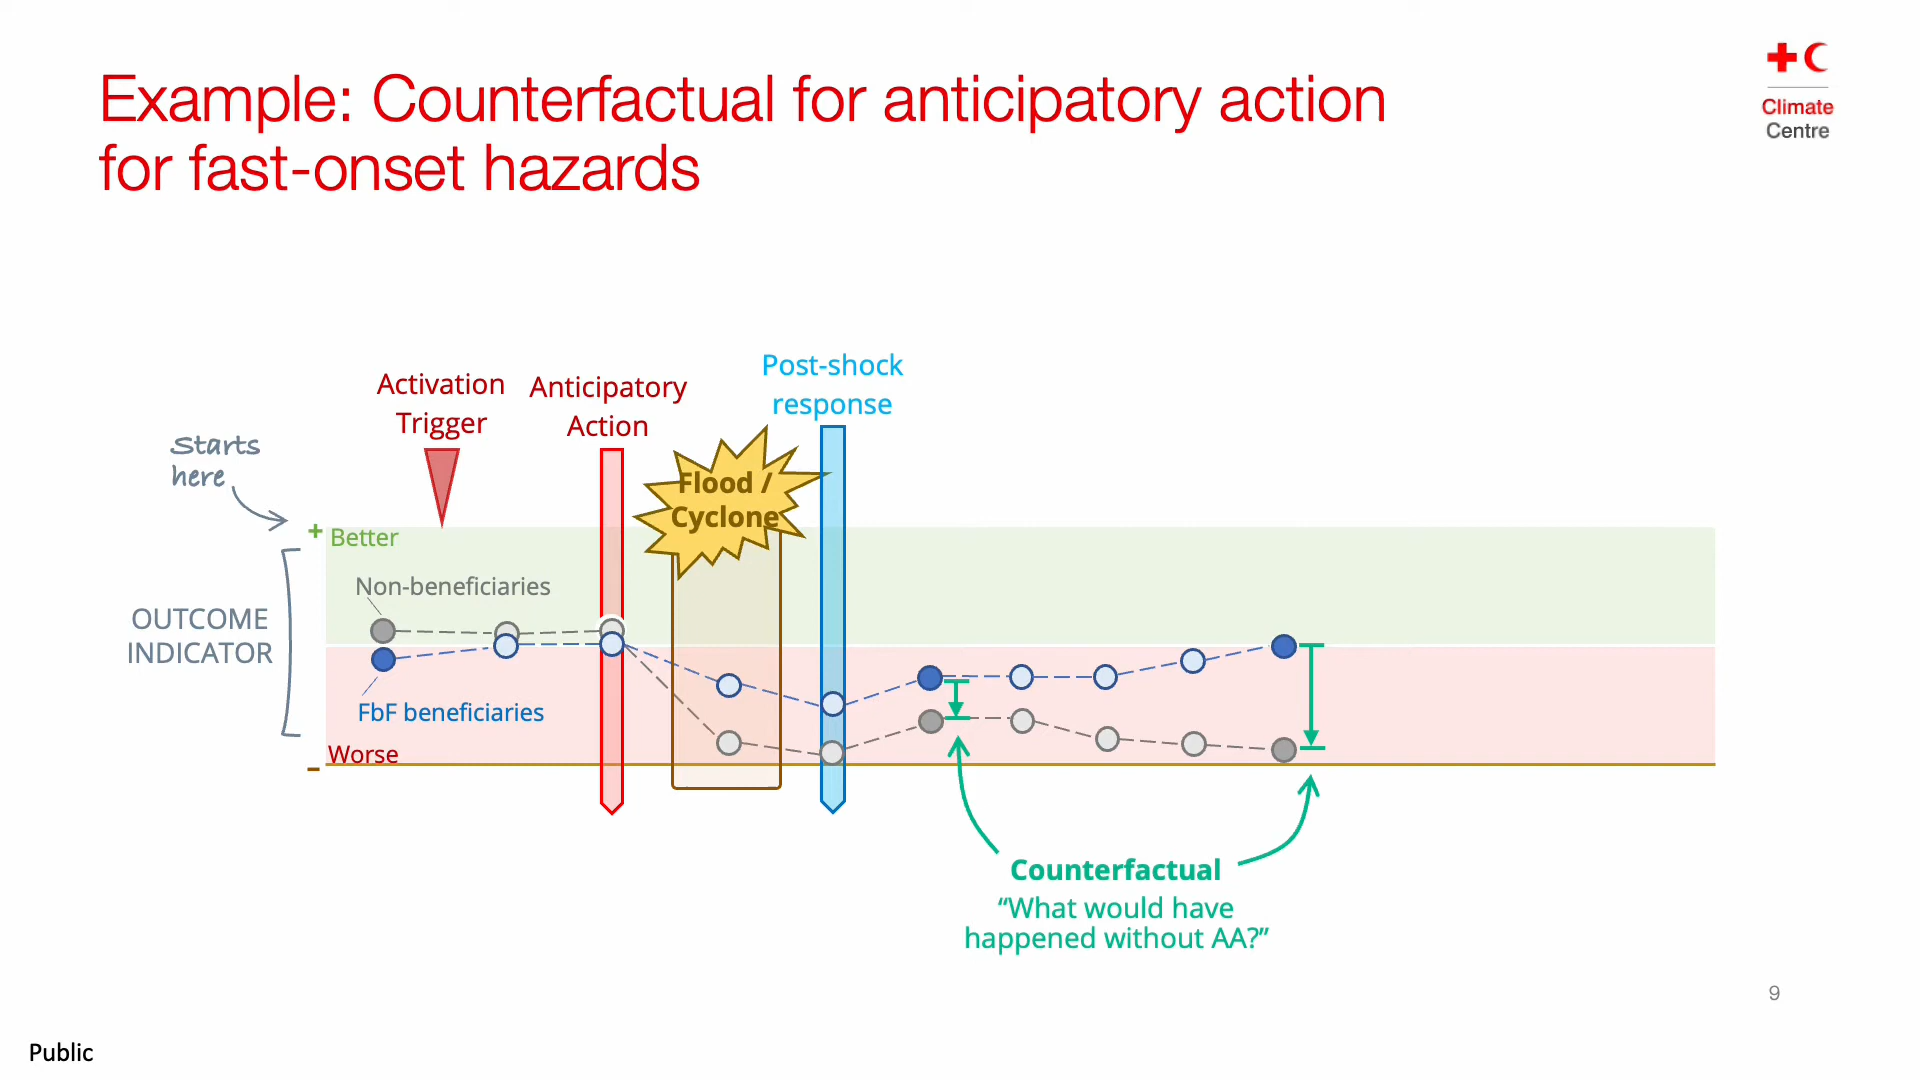 Example: Counterfactual for anticipatory action
for fast-onset hazards
Climate
Centre
Post-shock
response
Activation
Trigger
Anticipatory
Action
Starts
here
Flood /
Cyclone
+ Better
Non-beneficiaries
OUTCOME
INDICATOR
FbF beneficiaries
Worse
–
Counterfactual
“What would have
happened without AA?”
9
Public